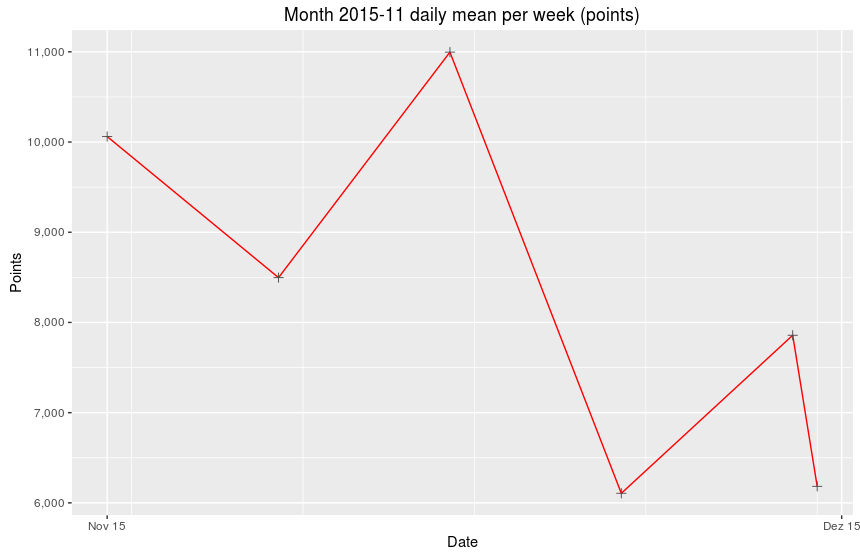 Month 2015-11 daily mean per week (points)
11,000
10,000
9,000
8,000
7,000
6,000
Points
Nov 15
Dez 15
Date